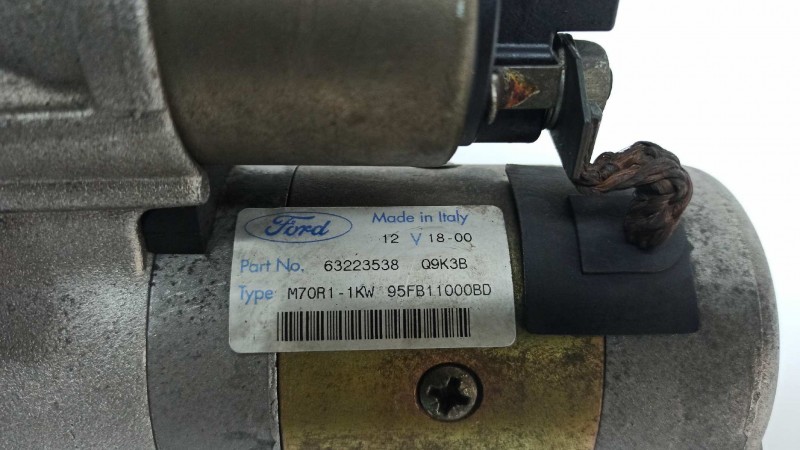 Ford Made in Italy
12 V 18-00
Part No. 63223538 Q9K3B
Type M70R1-1KW 95FB11000BD